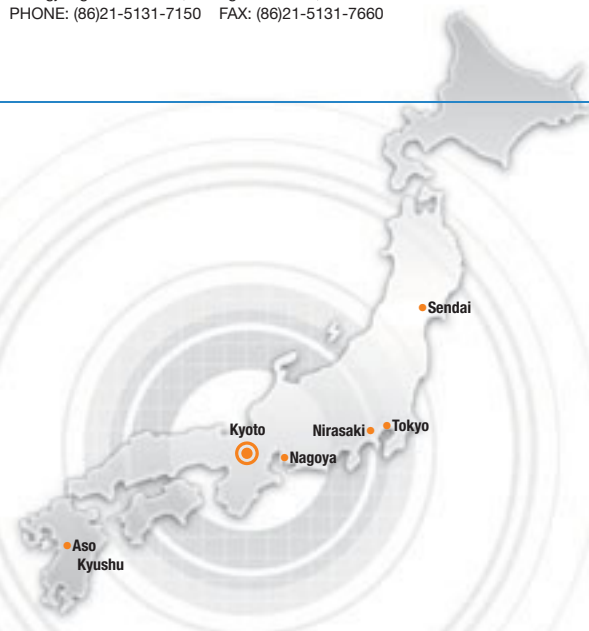 PHONE: (86)21-5131-7150 FAX: (86)21-5131-7660
Sendai
Kyoto
Nirasaki
Tokyo
Nagoya
Aso
Kyushu